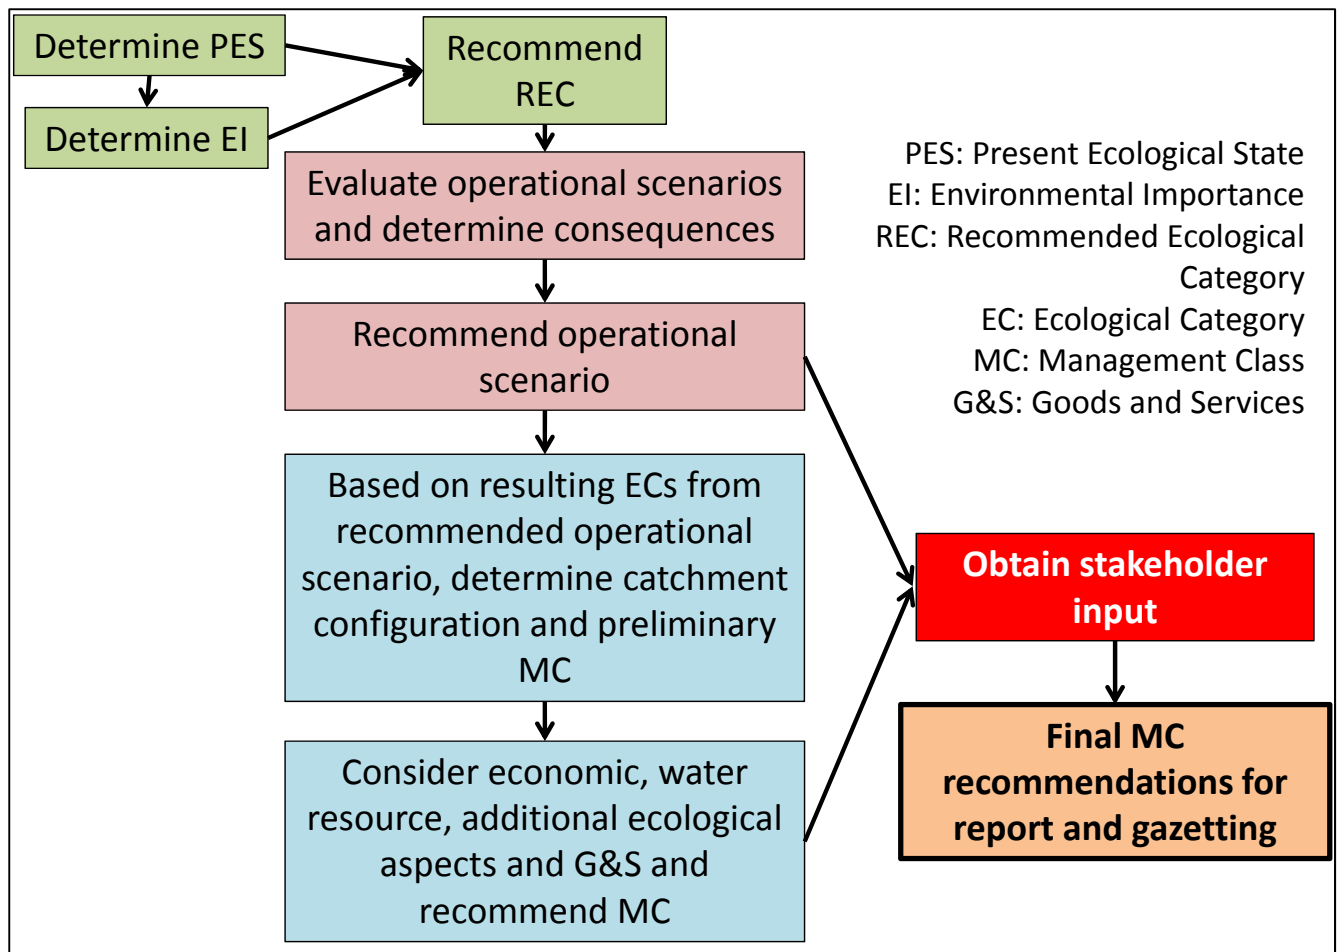 Determine PES
Determine EI
Recommend
REC
Evaluate operational scenarios
and determine consequences
Recommend operational
scenario
Based on resulting ECs from
recommended operational
scenario, determine catchment
configuration and preliminary
MC
Consider economic, water
resource, additional ecological
aspects and G&S and
recommend MC
PES: Present Ecological State
EI: Environmental Importance
REC: Recommended Ecological
Category
EC: Ecological Category
MC: Management Class
G&S: Goods and Services
Obtain stakeholder
input
Final MC
recommendations for
report and gazetting